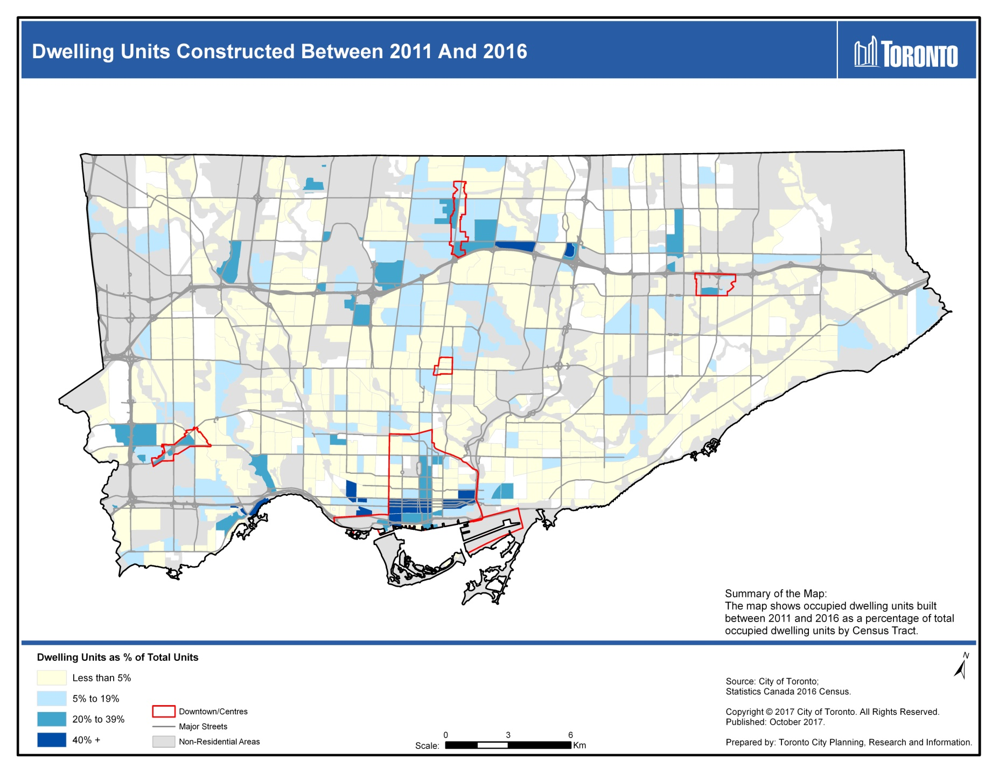 Dwelling Units Constructed Between 2011 And 2016
TORONTO
Summary of the Map:
The map shows occupied dwelling units built
between 2011 and 2016 as a percentage of total
occupied dwelling units by Census Tract.
Dwelling Units as % of Total Units
Less than 5%
5% to 19%
20% to 39%
40% +
Downtown/Centres
Major Streets
Non-Residential Areas
0 3 6
Scale: Km
N
Source: City of Toronto;
Statistics Canada 2016 Census.
Copyright © 2017 City of Toronto. All Rights Reserved.
Published: October 2017.
Prepared by: Toronto City Planning, Research and Information.